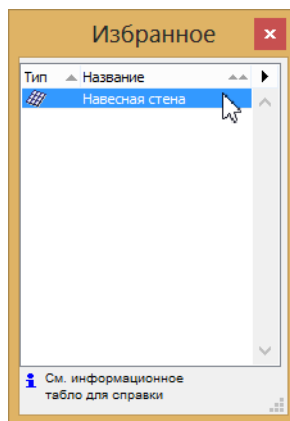 Избранное
Тип Название
Навесная стена
См. информационное
табло для справки